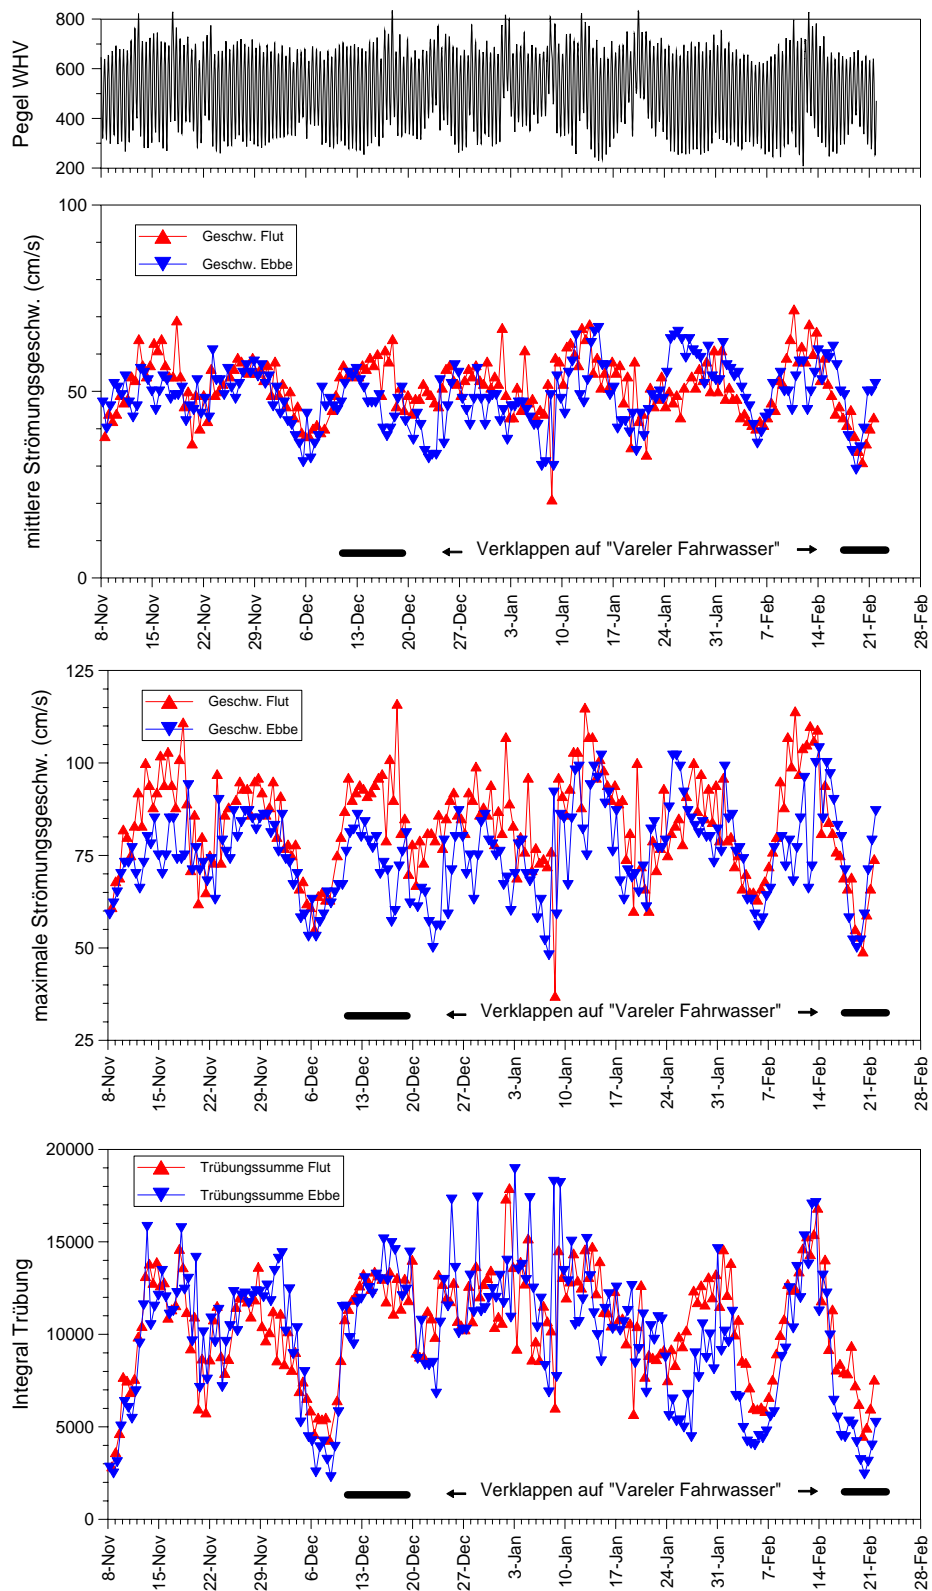 Pegel WHV
800
600
400
200
mittlere Strömungsgeschw. (cm/s)
100
50
0
Geschw. Flut
Geschw. Ebbe
Verklappen auf "Vareler Fahrwasser"
8-Nov
15-Nov
22-Nov
29-Nov
6-Dec
13-Dec
20-Dec
27-Dec
3-Jan
10-Jan
17-Jan
24-Jan
31-Jan
7-Feb
14-Feb
21-Feb
28-Feb
maximale Strömungsgeschw. (cm/s)
125
100
75
50
25
Geschw. Flut
Geschw. Ebbe
Verklappen auf "Vareler Fahrwasser"
8-Nov
15-Nov
22-Nov
29-Nov
6-Dec
13-Dec
20-Dec
27-Dec
3-Jan
10-Jan
17-Jan
24-Jan
31-Jan
7-Feb
14-Feb
21-Feb
28-Feb
Integral Trübung
20000
15000
10000
5000
0
Trübungssumme Flut
Trübungssumme Ebbe
Verklappen auf "Vareler Fahrwasser"
8-Nov
15-Nov
22-Nov
29-Nov
6-Dec
13-Dec
20-Dec
27-Dec
3-Jan
10-Jan
17-Jan
24-Jan
31-Jan
7-Feb
14-Feb
21-Feb
28-Feb